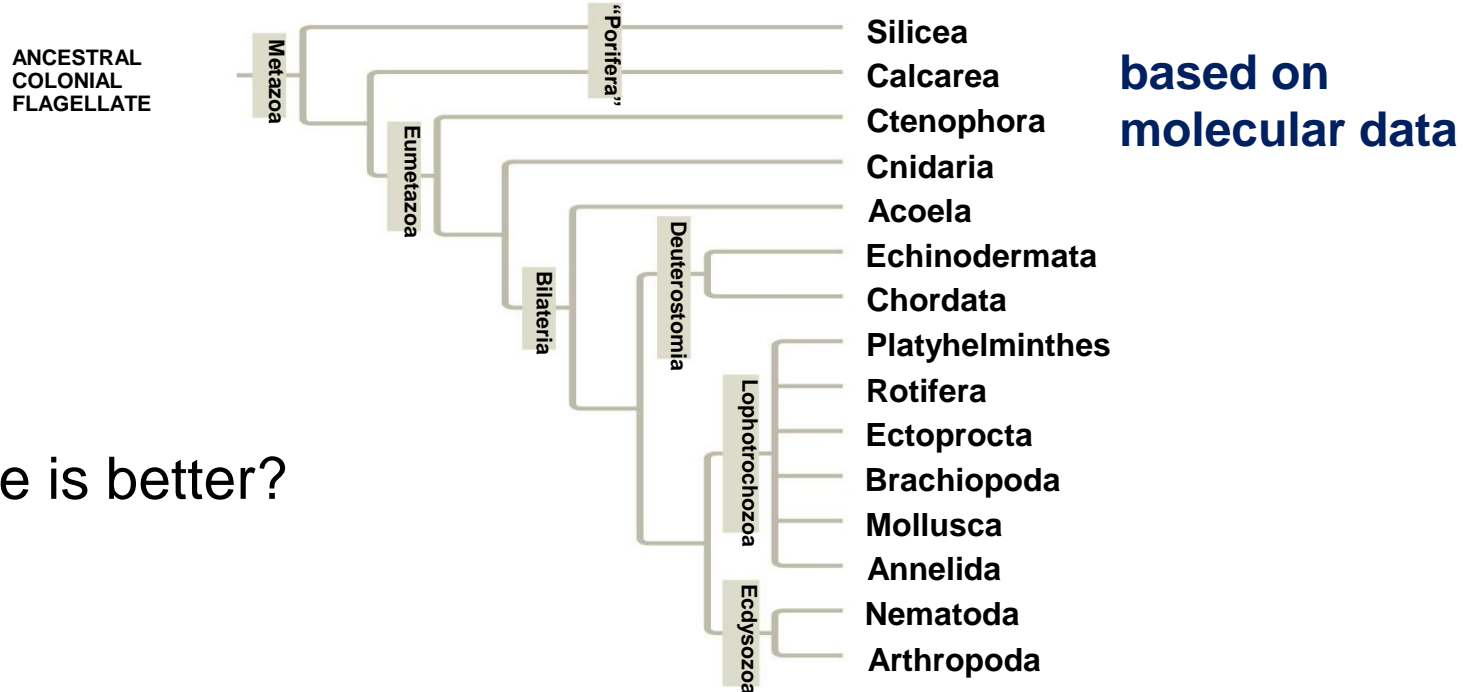 ANCESTRAL
COLONIAL
FLAGELLATE
Metazoa
“Porifera”
Eumetazoa
Bilateria
Deuterostomia
Lophotrochozoa
Ecdysozoa
Silicea
Calcarea
Ctenophora
Cnidaria
Acoela
Echinodermata
Chordata
Platyhelminthes
Rotifera
Ectoprocta
Brachiopoda
Mollusca
Annelida
Nematoda
Arthropoda
based on
molecular data
e is better?